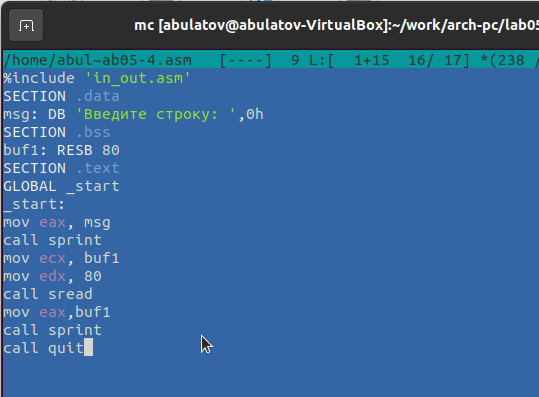 mc [abulatov@abulatov-VirtualBox]:~/work/arch-pc/lab05
/home/abul~ab05-4.asm   [----]  9 L:[  1+15  16/ 17] *(238 /
%include 'in_out.asm'
SECTION .data
msg: DB 'Введите строку: ',0h
SECTION .bss
buf1: RESB 80
SECTION .text
GLOBAL _start
_start:
mov eax, msg
call sprint
mov ecx, buf1
mov edx, 80
call sread
mov eax,buf1
call sprint
call quit